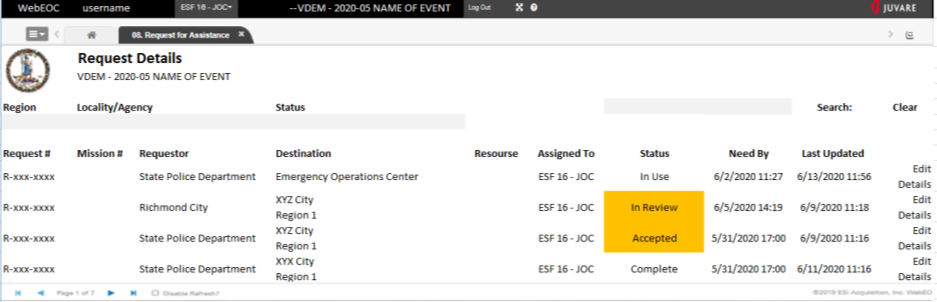 WebEOC username ESF 16 - JOC --VDEM - 2020-05 NAME OF EVENT Log Out JUVARE
08. Request for Assistance X
Request Details
VDEM - 2020-05 NAME OF EVENT
Region Locality/Agency Status Search: Clear
Request # Mission # Requestor Destination Resourse Assigned To Status Need By Last Updated
R-xxx-xxxx State Police Department Emergency Operations Center ESF 16 - JOC In Use 6/2/2020 11:27 6/13/2020 11:56 Edit
Details
R-xxx-xxxx Richmond City XYZ City ESF 16 - JOC In Review 6/5/2020 14:19 6/9/2020 11:18 Edit
Region 1 Details
R-xxx-xxxx State Police Department XYZ City ESF 16 - JOC Accepted 5/31/2020 17:00 6/9/2020 11:16 Edit
Region 1 Details
R-xxx-xxxx State Police Department XYX City ESF 16 - JOC Complete 5/31/2020 17:00 6/11/2020 11:16 Edit
Region 1 Details
Page 1 of 7 Disable Refresh? ©2019 ESi Acquisition, Inc. WebEO